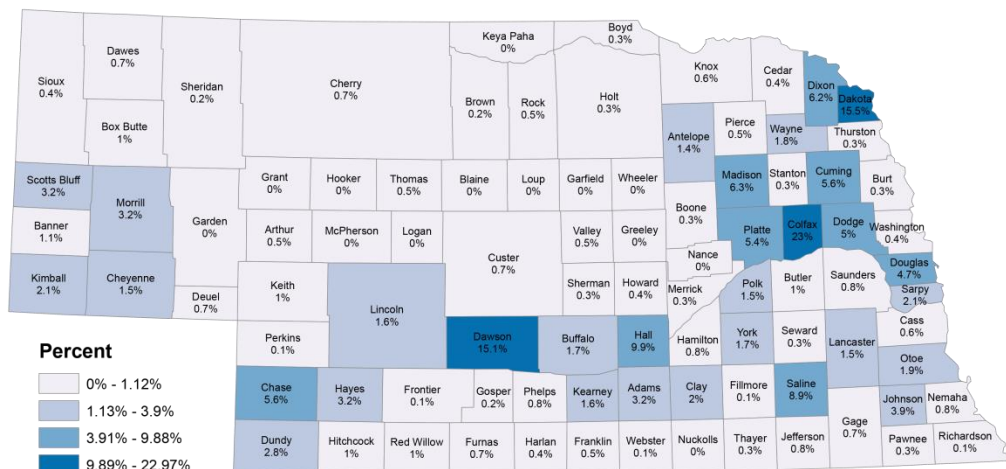 Boyd
0.3%
Keya Paha
0%
Dawes
0.7%
Sioux
0.4%
Sheridan
0.2%
Cherry
0.7%
Knox
0.6%
Cedar
0.4%
Dixon
6.2%
Dakota
15.5%
Brown
0.2%
Rock
0.5%
Holt
0.3%
Box Butte
1%
Antelope
1.4%
Pierce
0.5%
Wayne
1.8%
Thurston
0.3%
Scotts Bluff
3.2%
Morrill
3.2%
Grant
0%
Hooker
0%
Thomas
0.5%
Blaine
0%
Loup
0%
Garfield
0%
Wheeler
0%
Madison
6.3%
Stanton
0.3%
Cuming
5.6%
Burt
0.3%
Banner
1.1%
Garden
0%
Boone
0.3%
Arthur
0.5%
McPherson
0%
Logan
0%
Custer
0.7%
Valley
0.5%
Greeley
0%
Platte
5.4%
Colfax
23%
Dodge
5%
Washington
0.4%
Kimball
2.1%
Cheyenne
1.5%
Nance
0%
Douglas
4.7%
Deuel
0.7%
Keith
1%
Lincoln
1.6%
Sherman
0.3%
Howard
0.4%
Merrick
0.3%
Polk
1.5%
Butler
1%
Saunders
0.8%
Sarpy
2.1%
Cass
0.6%
Perkins
0.1%
Dawson
15.1%
Buffalo
1.7%
Hall
9.9%
Hamilton
0.8%
York
1.7%
Seward
0.3%
Lancaster
1.5%
Otoe
1.9%
Chase
5.6%
Hayes
3.2%
Frontier
0.1%
Gosper
0.2%
Phelps
0.8%
Kearney
1.6%
Adams
3.2%
Clay
2%
Fillmore
0.1%
Saline
8.9%
Gage
0.7%
Johnson
3.9%
Nemaha
0.8%
Dundy
2.8%
Hitchcock
1%
Red Willow
1%
Furnas
0.7%
Harlan
0.4%
Franklin
0.5%
Webster
0.1%
Nuckolls
0%
Thayer
0.3%
Jefferson
0.8%
Pawnee
0.3%
Richardson
0.1%
Percent
0% - 1.12%
1.13% - 3.9%
3.91% - 9.88%
9.89% - 22.97%